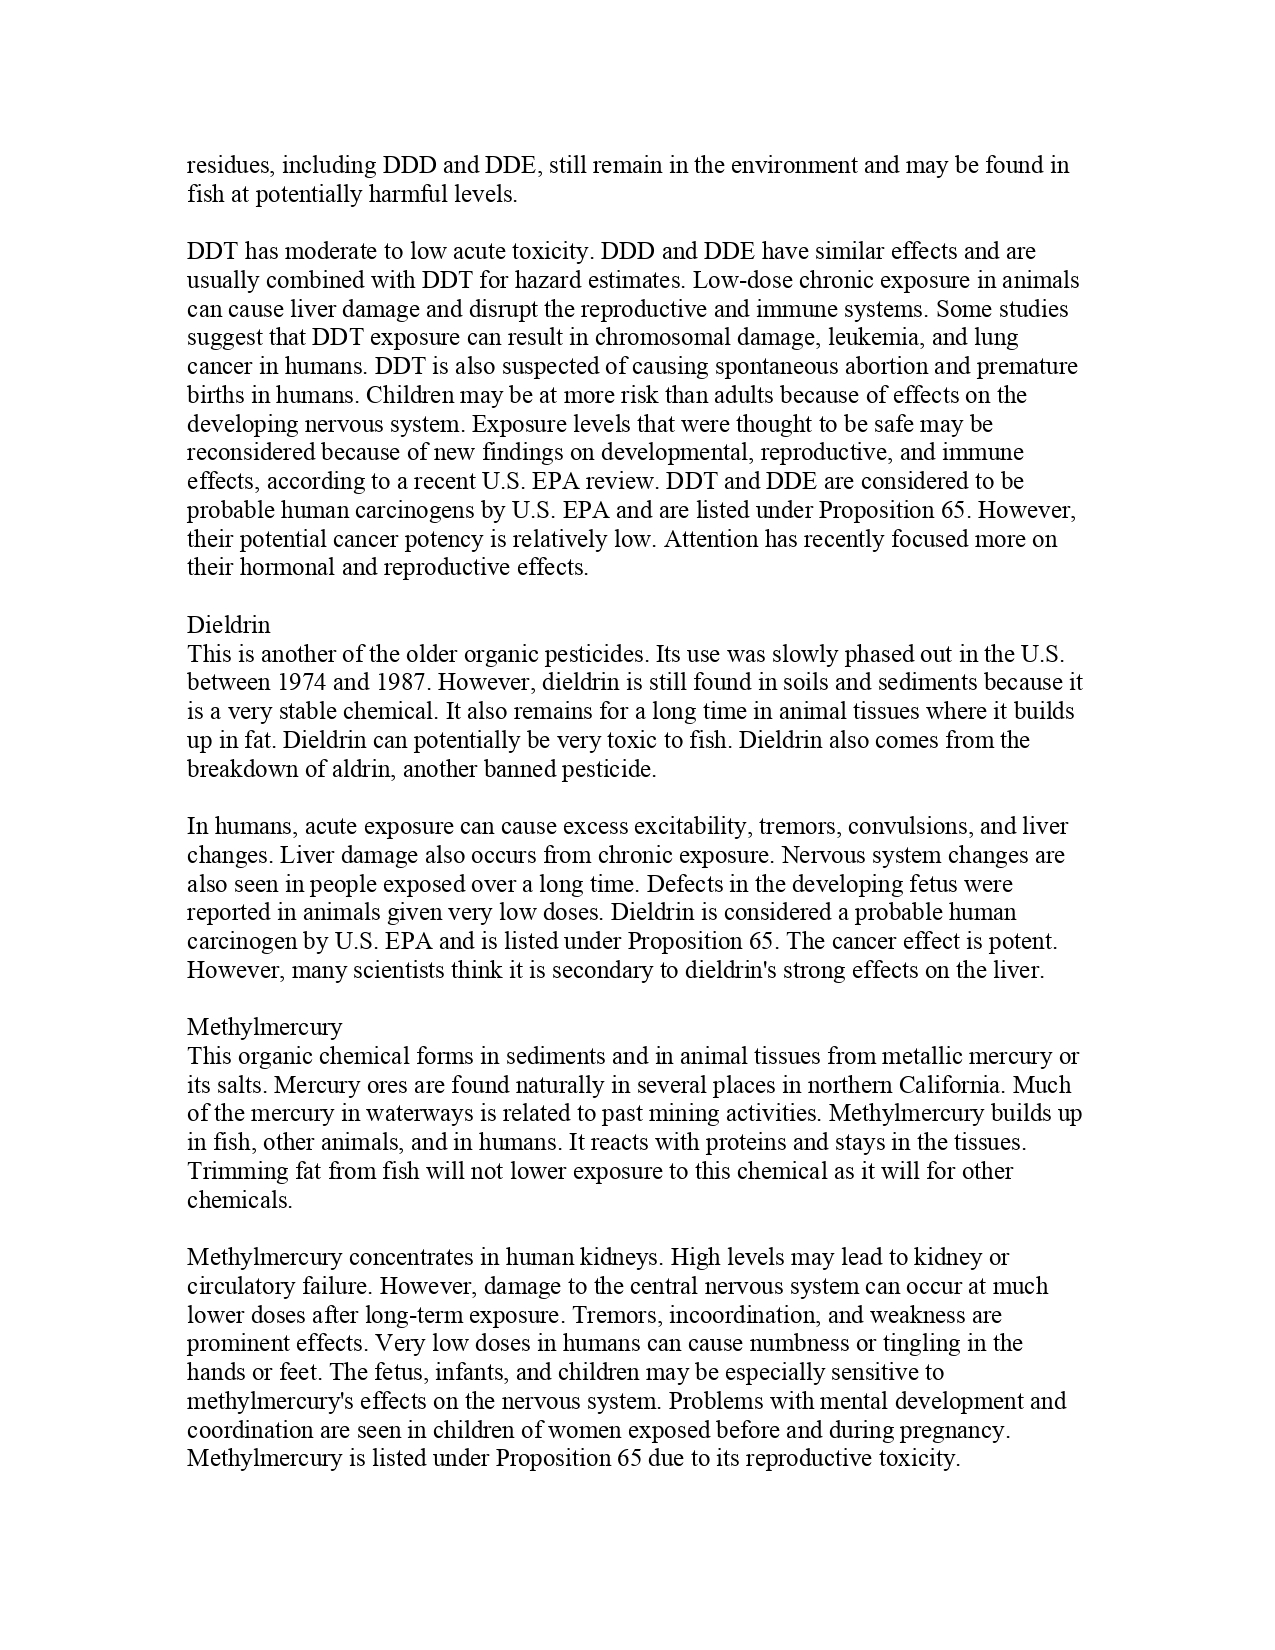 residues, including DDD and DDE, still remain in the environment and may be found in
fish at potentially harmful levels.
DDT has moderate to low acute toxicity. DDD and DDE have similar effects and are
usually combined with DDT for hazard estimates. Low-dose chronic exposure in animals
can cause liver damage and disrupt the reproductive and immune systems. Some studies
suggest that DDT exposure can result in chromosomal damage, leukemia, and lung
cancer in humans. DDT is also suspected of causing spontaneous abortion and premature
births in humans. Children may be at more risk than adults because of effects on the
developing nervous system. Exposure levels that were thought to be safe may be
reconsidered because of new findings on developmental, reproductive, and immune
effects, according to a recent U.S. EPA review. DDT and DDE are considered to be
probable human carcinogens by U.S. EPA and are listed under Proposition 65. However,
their potential cancer potency is relatively low. Attention has recently focused more on
their hormonal and reproductive effects.
Dieldrin
This is another of the older organic pesticides. Its use was slowly phased out in the U.S.
between 1974 and 1987. However, dieldrin is still found in soils and sediments because it
is a very stable chemical. It also remains for a long time in animal tissues where it builds
up in fat. Dieldrin can potentially be very toxic to fish. Dieldrin also comes from the
breakdown of aldrin, another banned pesticide.
In humans, acute exposure can cause excess excitability, tremors, convulsions, and liver
changes. Liver damage also occurs from chronic exposure. Nervous system changes are
also seen in people exposed over a long time. Defects in the developing fetus were
reported in animals given very low doses. Dieldrin is considered a probable human
carcinogen by U.S. EPA and is listed under Proposition 65. The cancer effect is potent.
However, many scientists think it is secondary to dieldrin's strong effects on the liver.
Methylmercury
This organic chemical forms in sediments and in animal tissues from metallic mercury or
its salts. Mercury ores are found naturally in several places in northern California. Much
of the mercury in waterways is related to past mining activities. Methylmercury builds up
in fish, other animals, and in humans. It reacts with proteins and stays in the tissues.
Trimming fat from fish will not lower exposure to this chemical as it will for other
chemicals.
Methylmercury concentrates in human kidneys. High levels may lead to kidney or
circulatory failure. However, damage to the central nervous system can occur at much
lower doses after long-term exposure. Tremors, incoordination, and weakness are
prominent effects. Very low doses in humans can cause numbness or tingling in the
hands or feet. The fetus, infants, and children may be especially sensitive to
methylmercury's effects on the nervous system. Problems with mental development and
coordination are seen in children of women exposed before and during pregnancy.
Methylmercury is listed under Proposition 65 due to its reproductive toxicity.